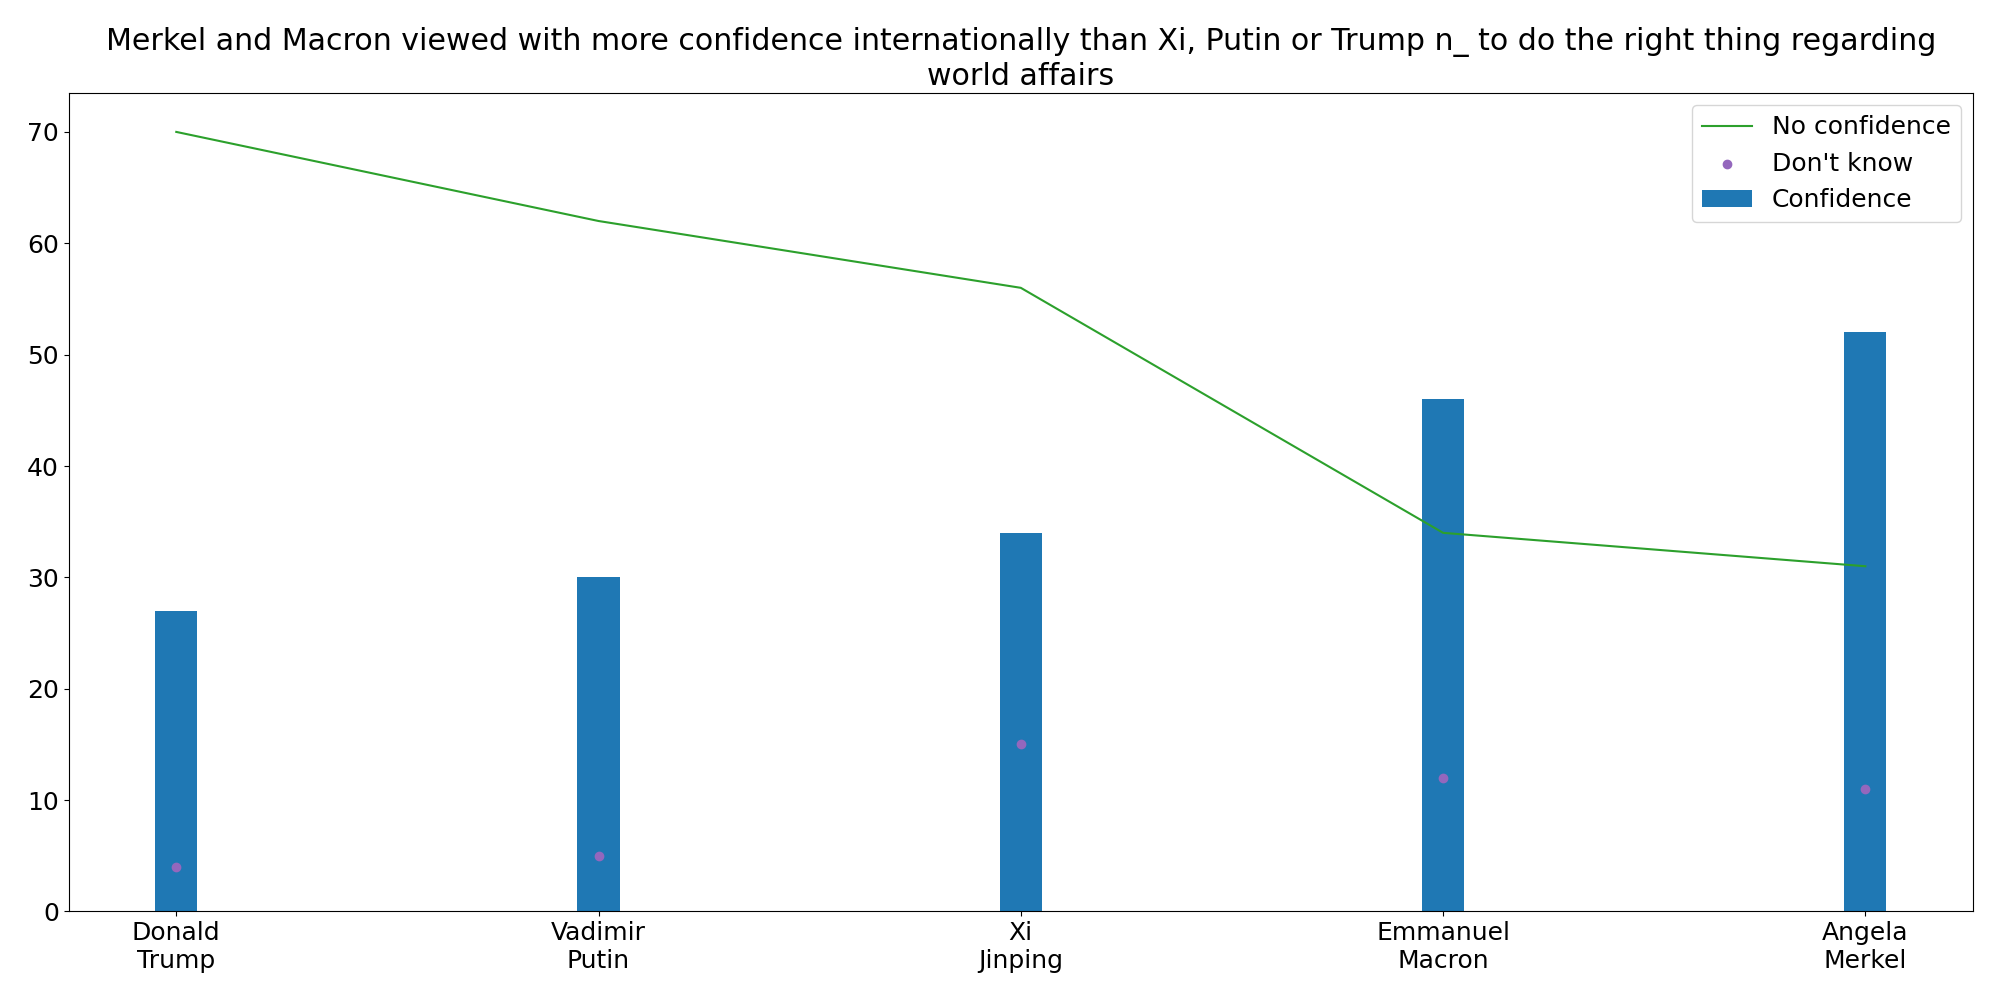 Merkel and Macron viewed with more confidence internationally than Xi, Putin or Trump n_ to do the right thing regarding
world affairs
No confidence
Don't know
Confidence
70
60
50
40
30
20
10
0
Donald
Trump
Vadimir
Putin
Xi
Jinping
Emmanuel
Macron
Angela
Merkel